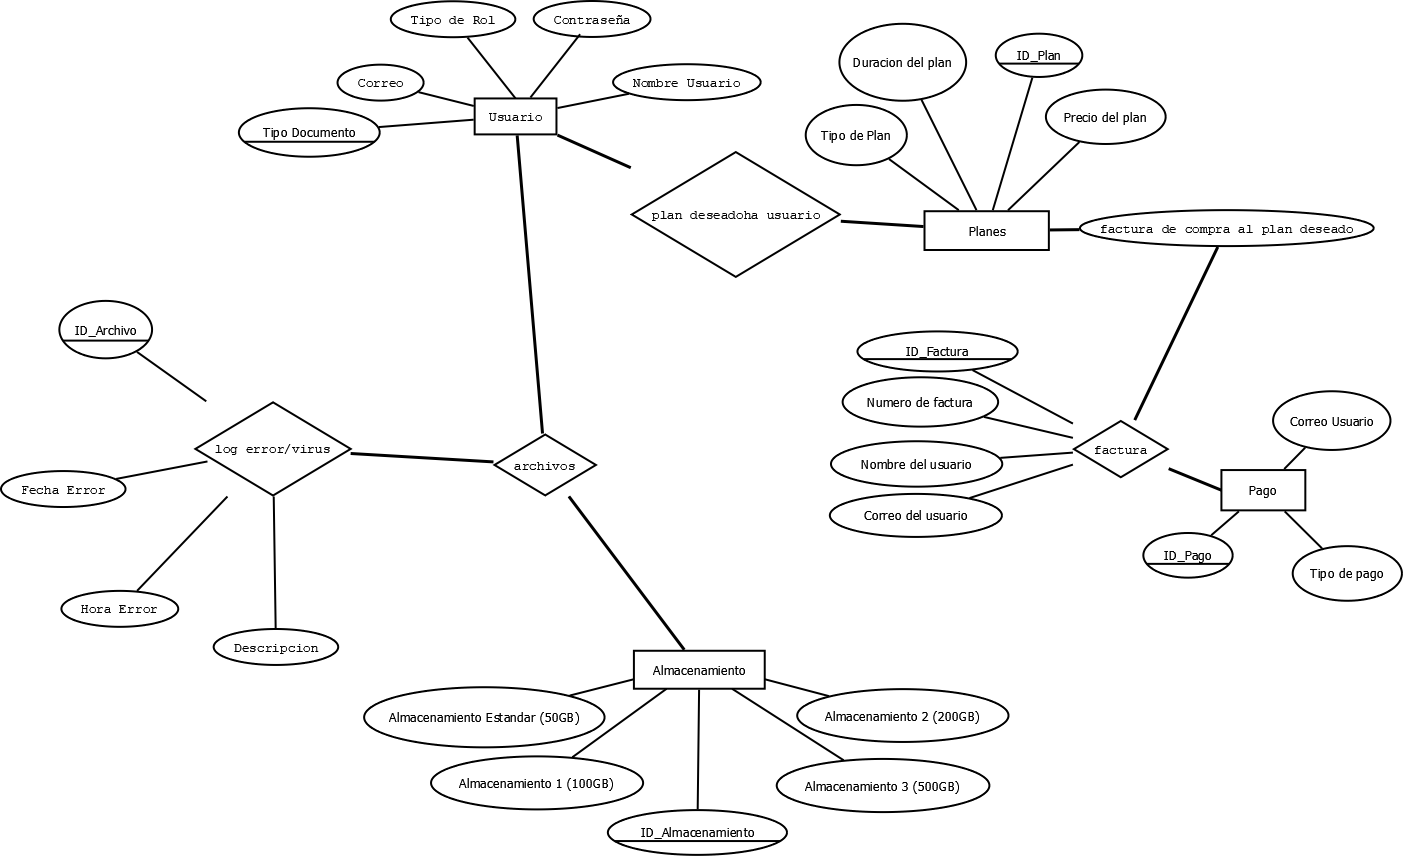 Tipo de Rol
Contraseña
Correo
Nombre Usuario
Tipo Documento
Usuario
Duracion del plan
ID_Plan
Tipo de Plan
Precio del plan
plan deseadoha usuario
Planes
factura de compra al plan deseado
ID_Archivo
ID_Factura
Numero de factura
Nombre del usuario
Correo del usuario
factura
Correo Usuario
Pago
ID_Pago
Tipo de pago
log error/virus
archivos
Fecha Error
Hora Error
Descripcion
Almacenamiento
Almacenamiento Estandar (50GB)
Almacenamiento 2 (200GB)
Almacenamiento 1 (100GB)
Almacenamiento 3 (500GB)
ID_Almacenamiento